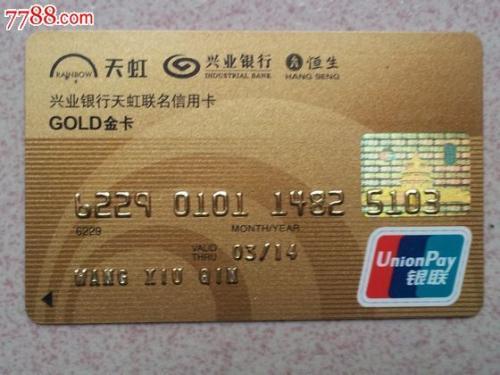 7788.com
RAINBOW 天虹 兴业银行 INDUSTRIAL BANK 恒生 HANG SENG
兴业银行天虹联名信用卡
GOLD金卡
6229 0101 1482 5103
6229
MONTH/YEAR
VALID THRU 03/14
WANG XIU QIN
UnionPay
银联